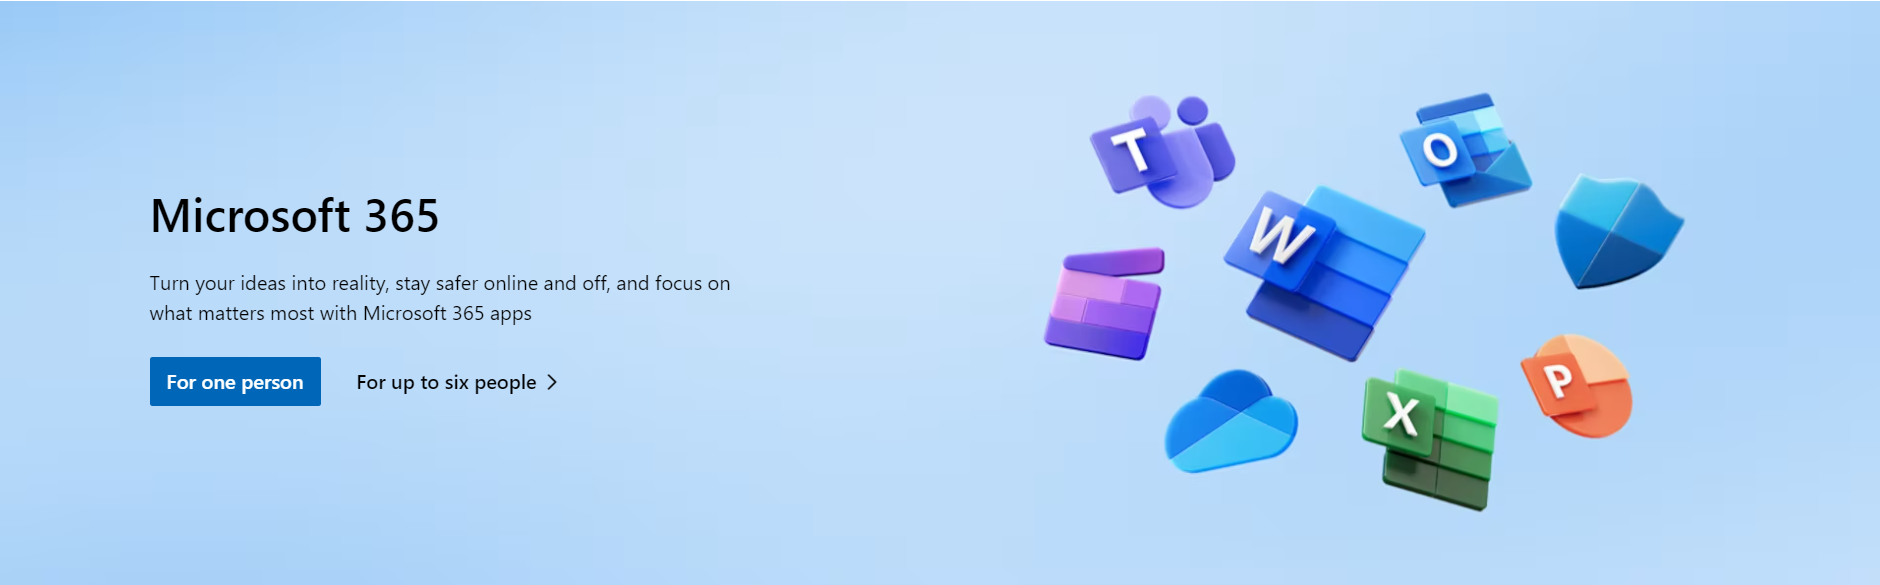 Microsoft 365
Turn your ideas into reality, stay safer online and off, and focus on
what matters most with Microsoft 365 apps
For one person
For up to six people
T
O
W
X
P